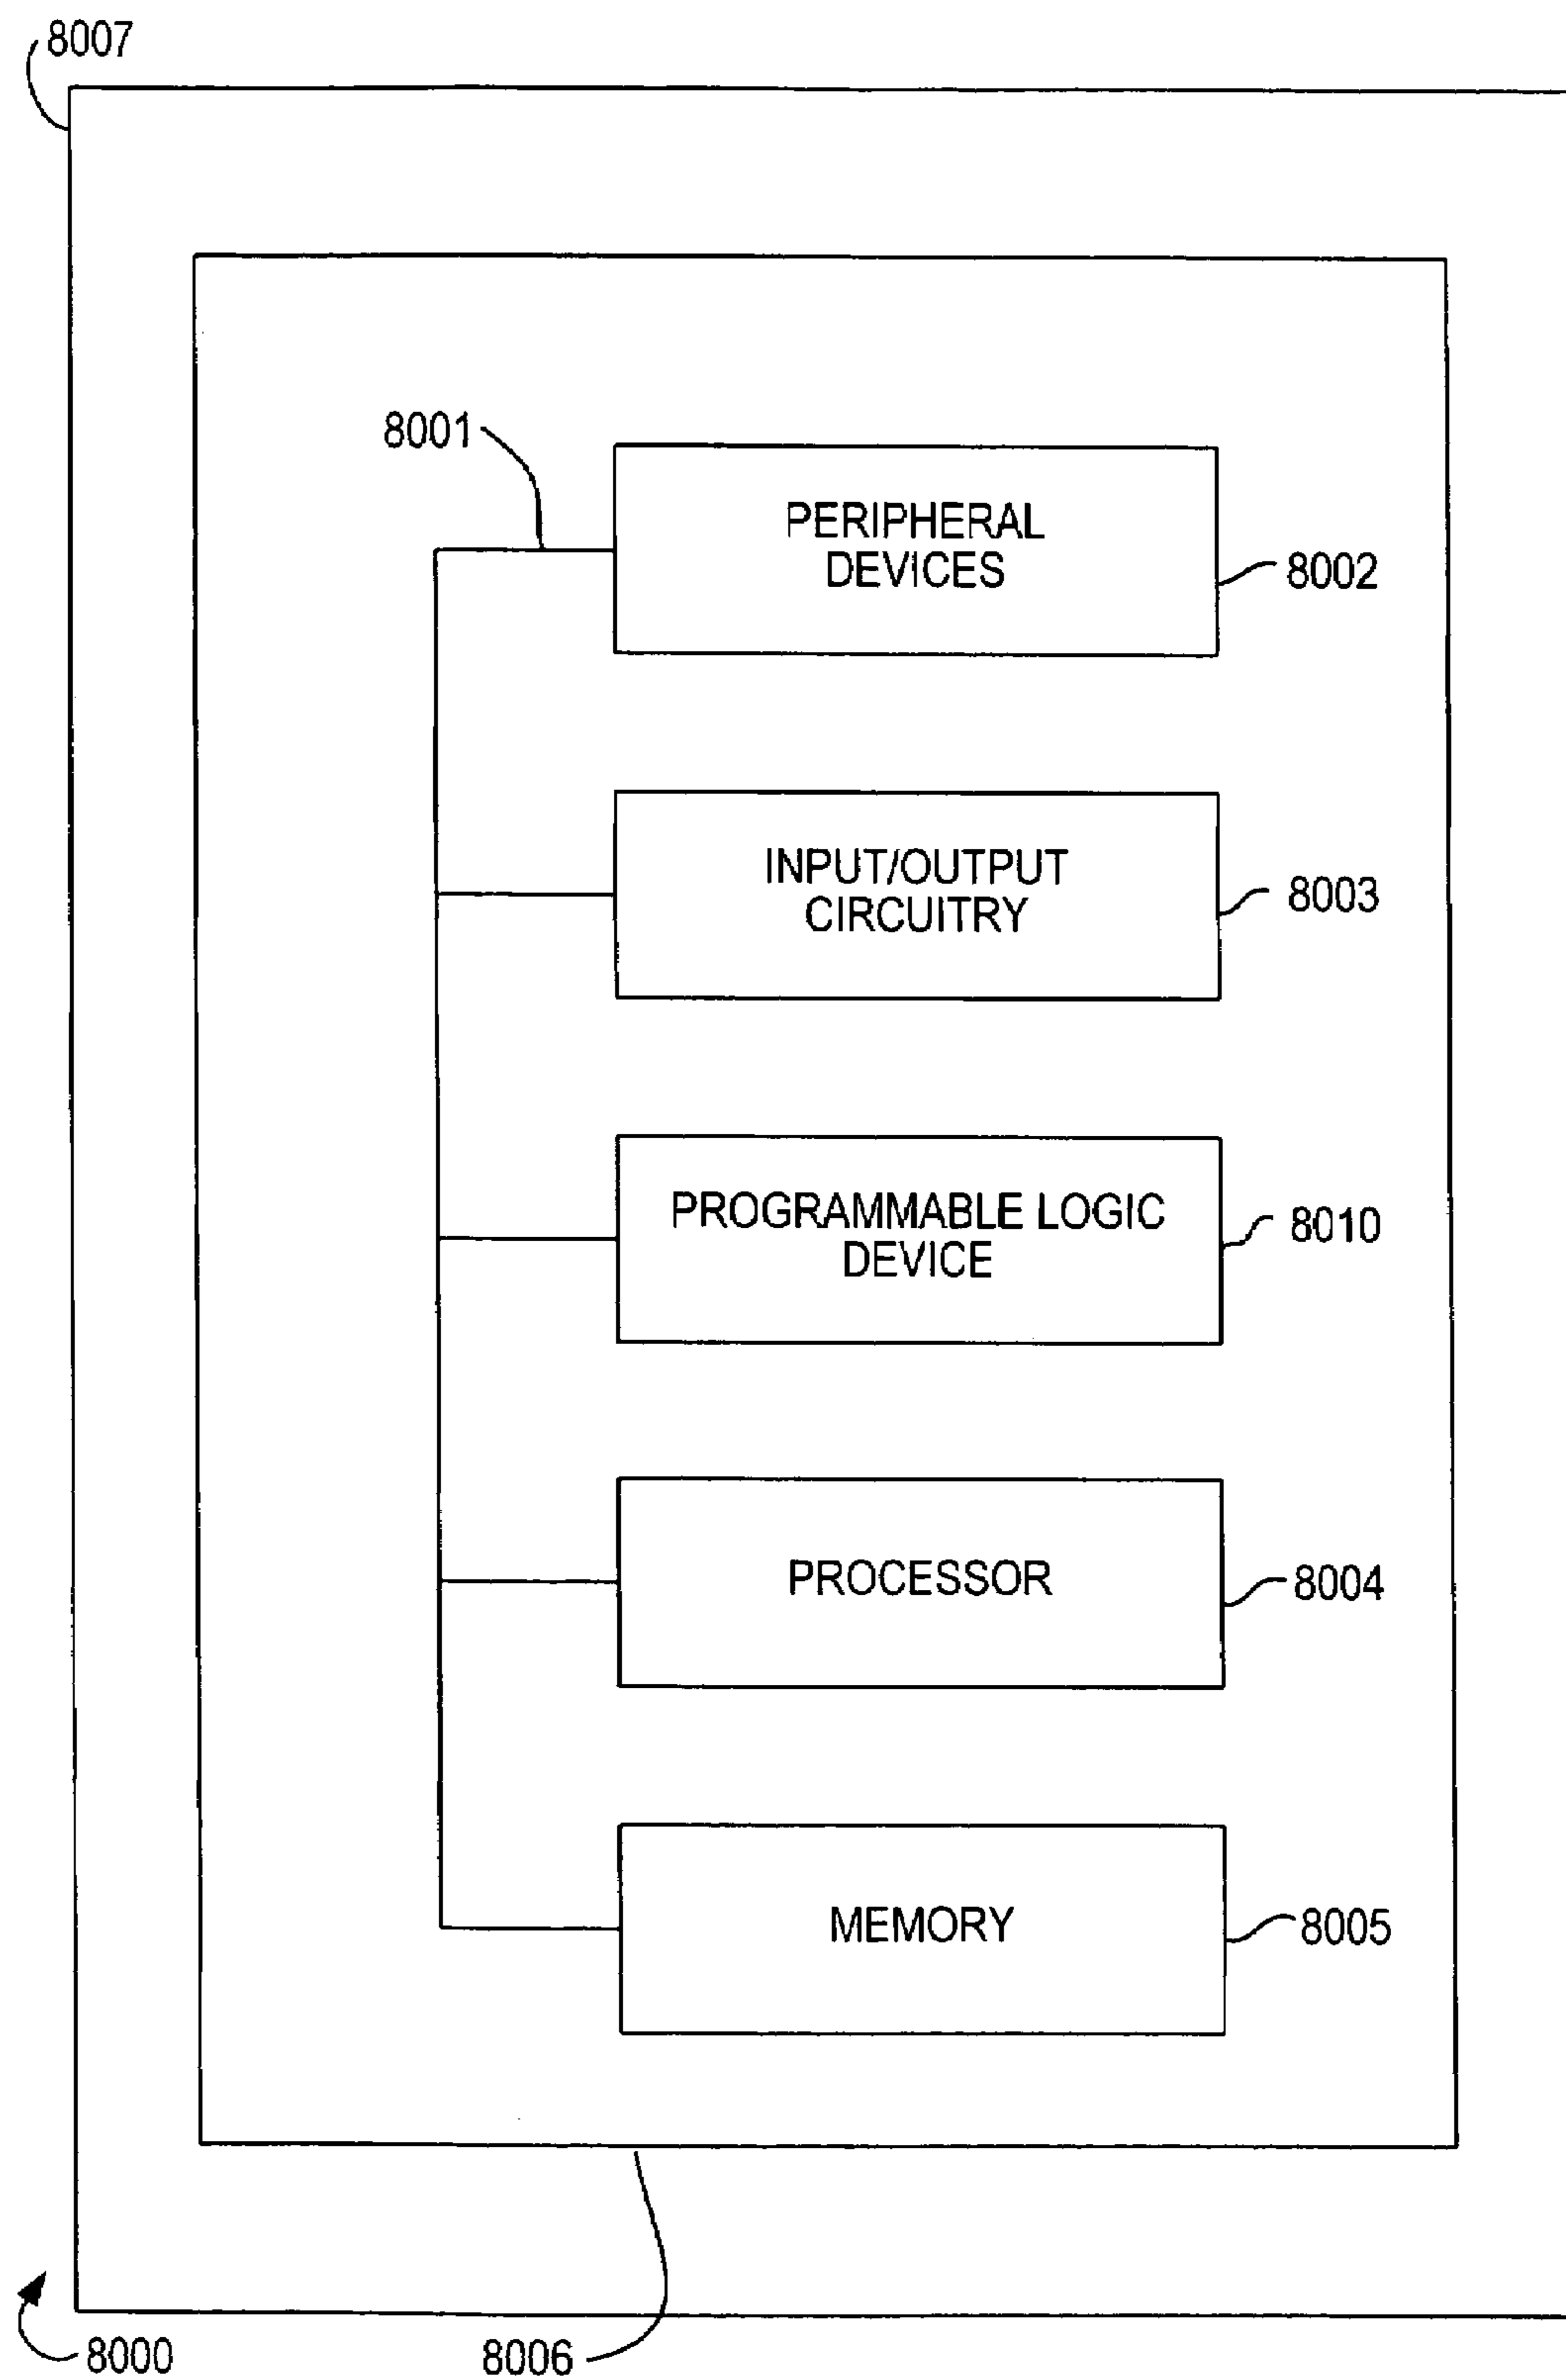 8007
8001
PERIPHERAL
DEVICES
8002
INPUT/OUTPUT
CIRCUITRY
8003
PROGRAMMABLE LOGIC
DEVICE
8010
PROCESSOR
8004
MEMORY
8005
8000
8006